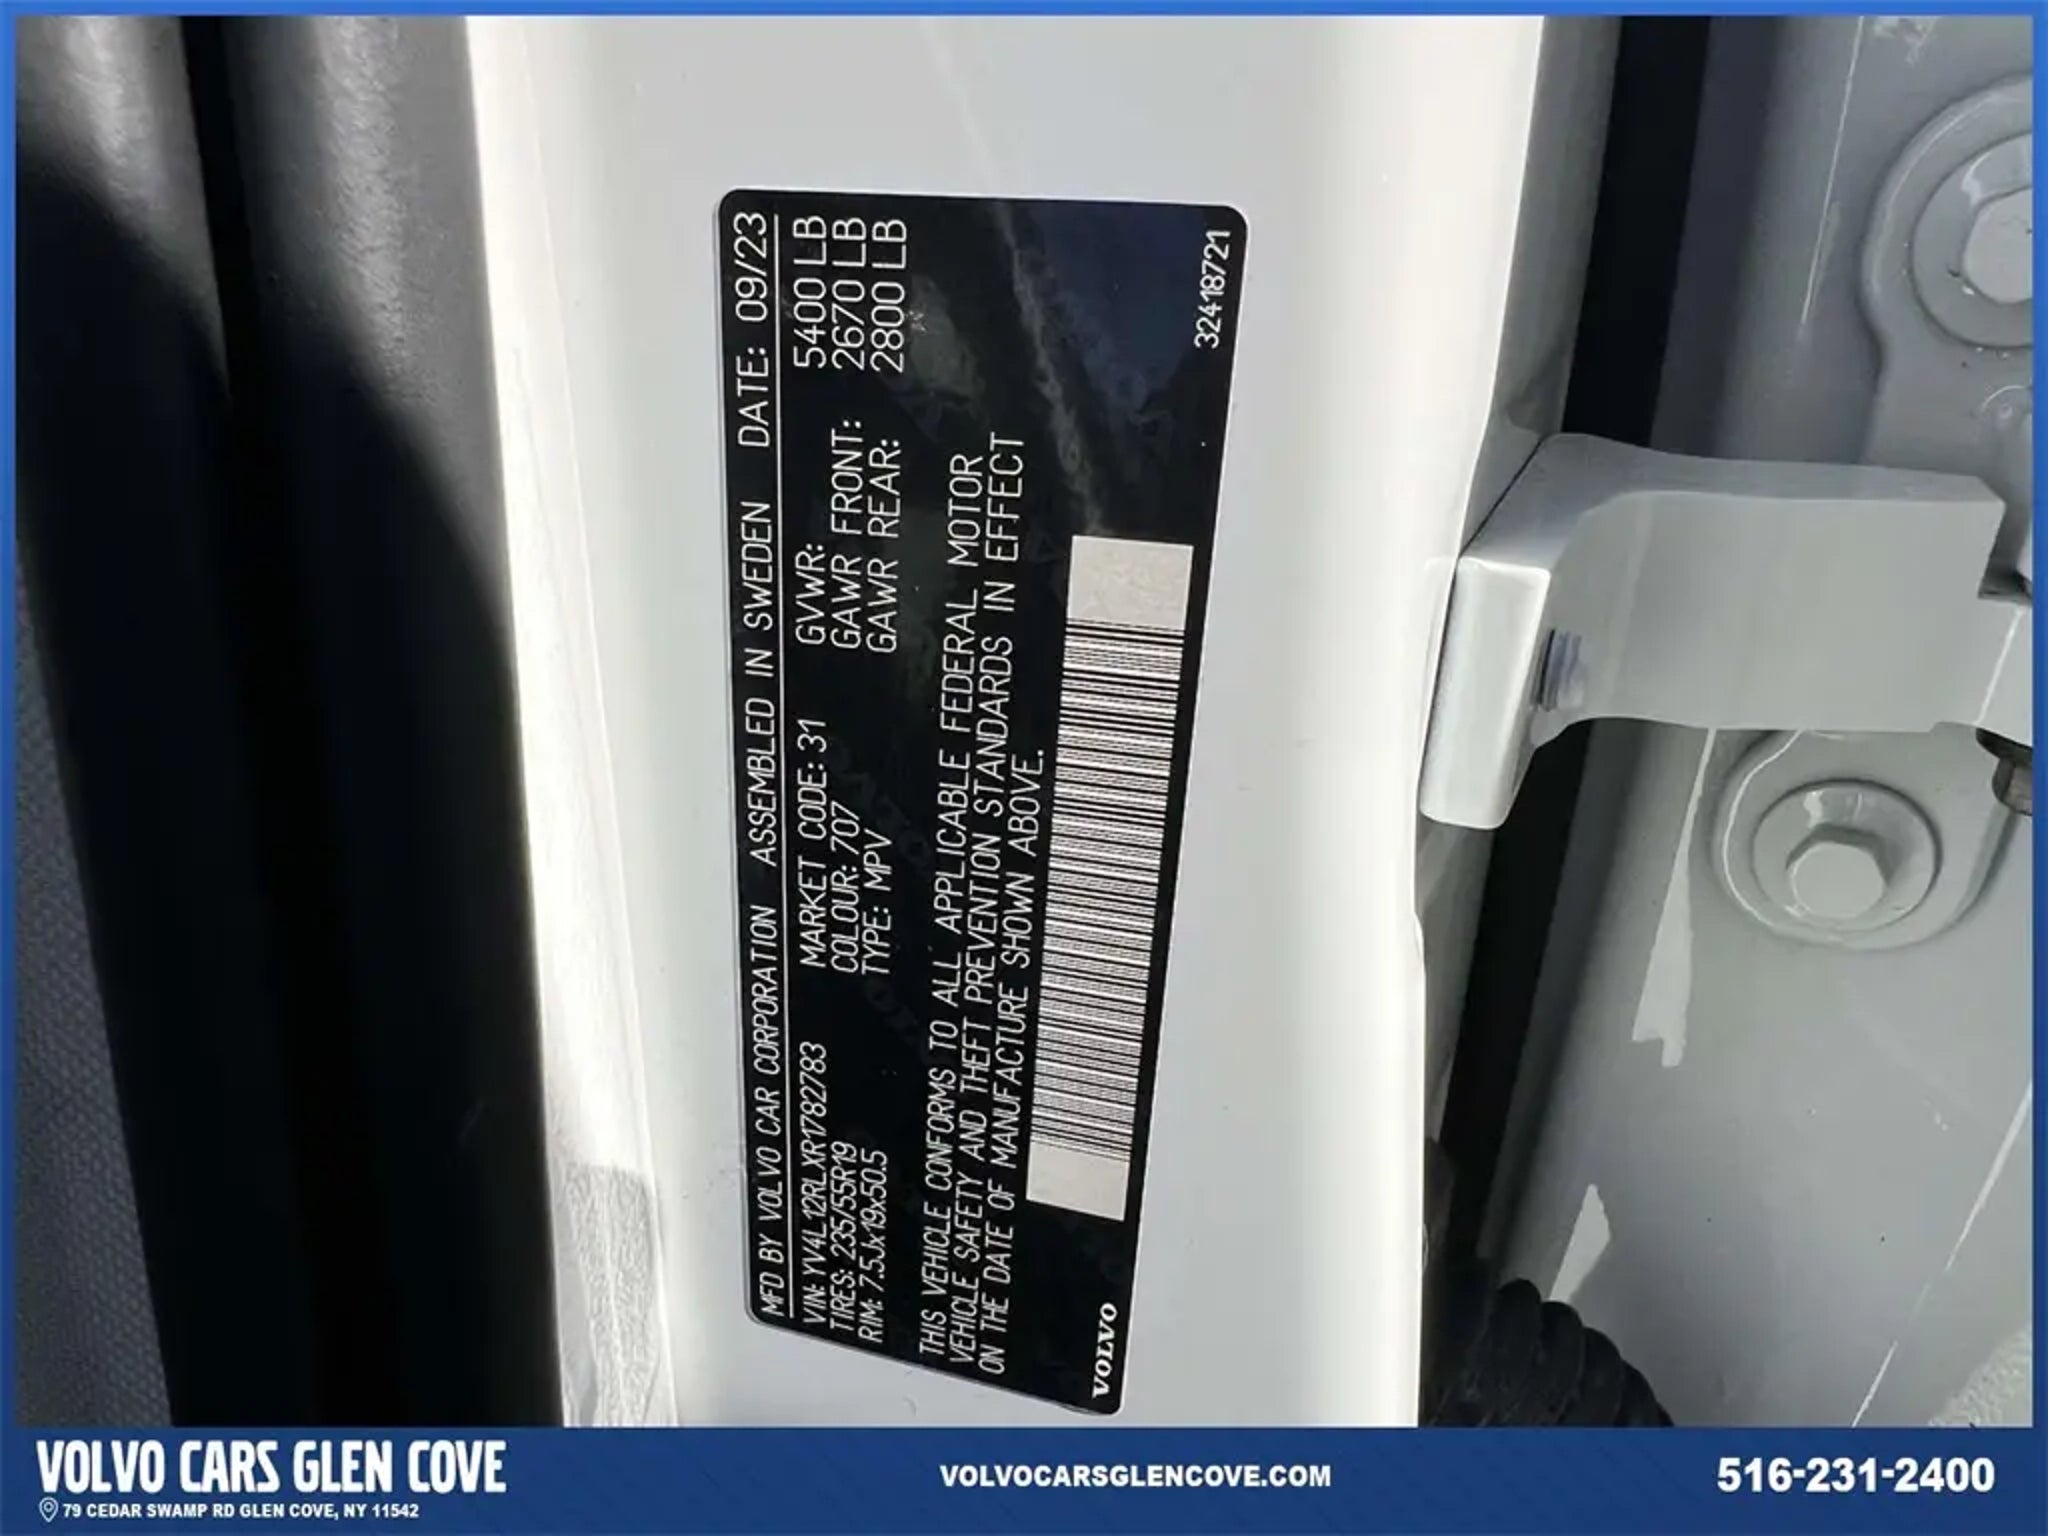 MFD BY VOLVO CAR CORPORATION ASSEMBLED IN SWEDEN DATE: 09/23
VIN: YV4L12RLXR1782783 MARKET CODE: 31 GVWR: 5400 LB
TIRES: 235/55R19 COLOUR: 707 GAWR FRONT: 2670 LB
RIM: 7.5Jx19x50.5 TYPE: MPV GAWR REAR: 2800 LB
THIS VEHICLE CONFORMS TO ALL APPLICABLE FEDERAL MOTOR
VEHICLE SAFETY AND THEFT PREVENTION STANDARDS IN EFFECT
ON THE DATE OF MANUFACTURE SHOWN ABOVE.
VOLVO 32418721
VOLVO CARS GLEN COVE
79 CEDAR SWAMP RD GLEN COVE, NY 11542
VOLVOCARSGLENCOVE.COM
516-231-2400